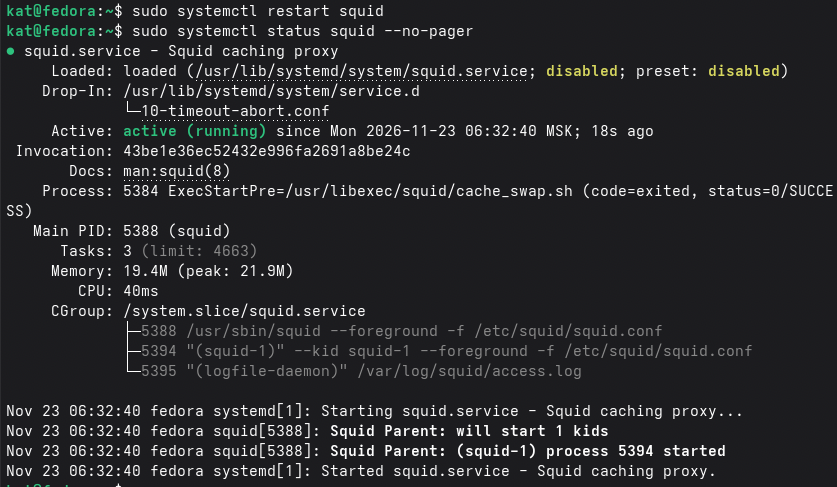 kat@fedora:~$ sudo systemctl restart squid
kat@fedora:~$ sudo systemctl status squid --no-pager
● squid.service - Squid caching proxy
     Loaded: loaded (/usr/lib/systemd/system/squid.service; disabled; preset: disabled)
    Drop-In: /usr/lib/systemd/system/service.d
             └─10-timeout-abort.conf
     Active: active (running) since Mon 2026-11-23 06:32:40 MSK; 18s ago
 Invocation: 43be1e36ec52432e996fa2691a8be24c
       Docs: man:squid(8)
    Process: 5384 ExecStartPre=/usr/libexec/squid/cache_swap.sh (code=exited, status=0/SUCCE
SS)
   Main PID: 5388 (squid)
      Tasks: 3 (limit: 4663)
     Memory: 19.4M (peak: 21.9M)
        CPU: 40ms
     CGroup: /system.slice/squid.service
             ├─5388 /usr/sbin/squid --foreground -f /etc/squid/squid.conf
             ├─5394 "(squid-1)" --kid squid-1 --foreground -f /etc/squid/squid.conf
             └─5395 "(logfile-daemon)" /var/log/squid/access.log

Nov 23 06:32:40 fedora systemd[1]: Starting squid.service - Squid caching proxy...
Nov 23 06:32:40 fedora squid[5388]: Squid Parent: will start 1 kids
Nov 23 06:32:40 fedora squid[5388]: Squid Parent: (squid-1) process 5394 started
Nov 23 06:32:40 fedora systemd[1]: Started squid.service - Squid caching proxy.